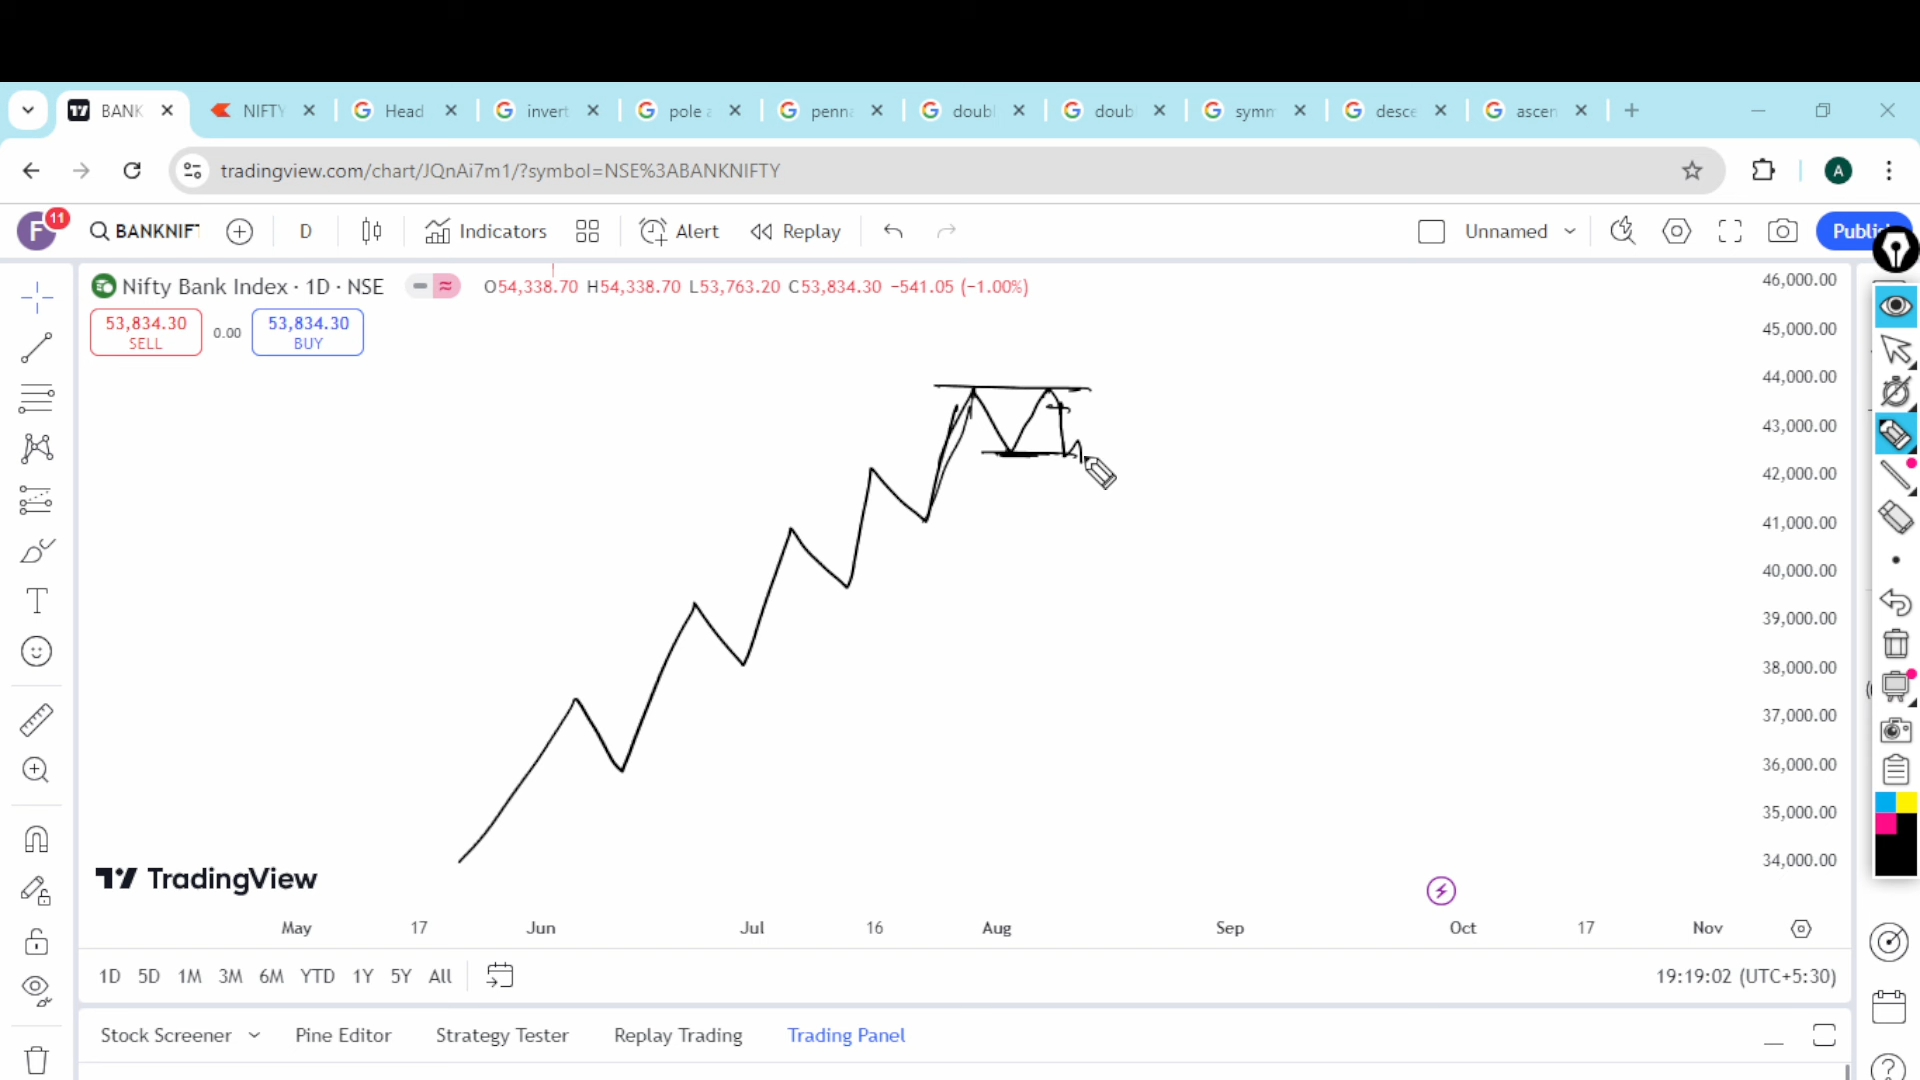 BANK NIFTY Head invert pole a penna doubl doubl symm desce ascen
tradingview.com/chart/JQnAi7m1/?symbol=NSE%3ABANKNIFTY A
F 11 BANKNIFT D Indicators Alert Replay Unnamed Publish
Nifty Bank Index · 1D · NSE O54,338.70 H54,338.70 L53,763.20 C53,834.30 −541.05 (−1.00%)
53,834.30 SELL 0.00 53,834.30 BUY
46,000.00
45,000.00
44,000.00
43,000.00
42,000.00
41,000.00
40,000.00
39,000.00
38,000.00
37,000.00
36,000.00
35,000.00
34,000.00
TradingView
May 17 Jun Jul 16 Aug Sep Oct 17 Nov
1D 5D 1M 3M 6M YTD 1Y 5Y All 19:19:02 (UTC+5:30)
Stock Screener Pine Editor Strategy Tester Replay Trading Trading Panel